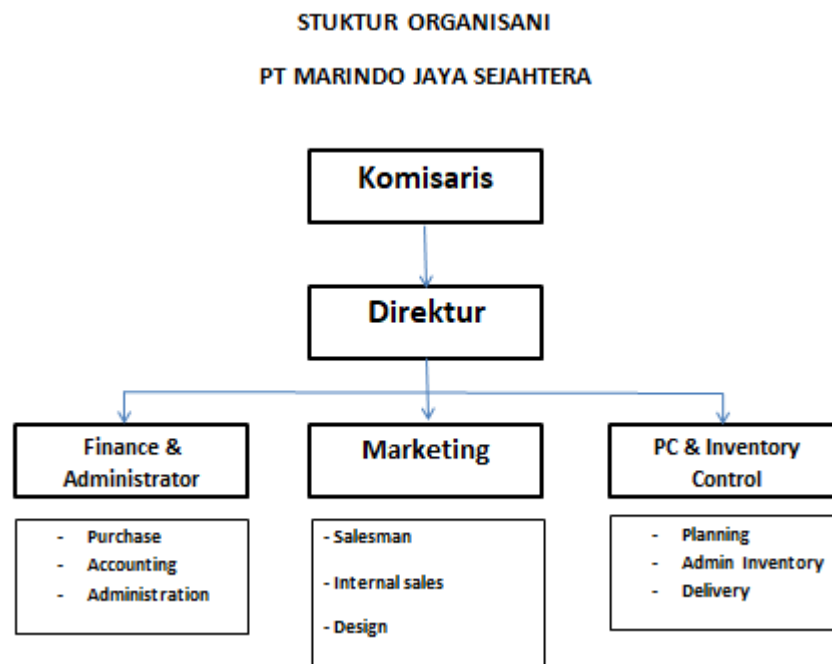 STUKTUR ORGANISANI
PT MARINDO JAYA SEJAHTERA
Komisaris
Direktur
Finance &
Administrator
- Purchase
- Accounting
- Administration
Marketing
- Salesman
- Internal sales
- Design
PC & Inventory
Control
- Planning
- Admin Inventory
- Delivery